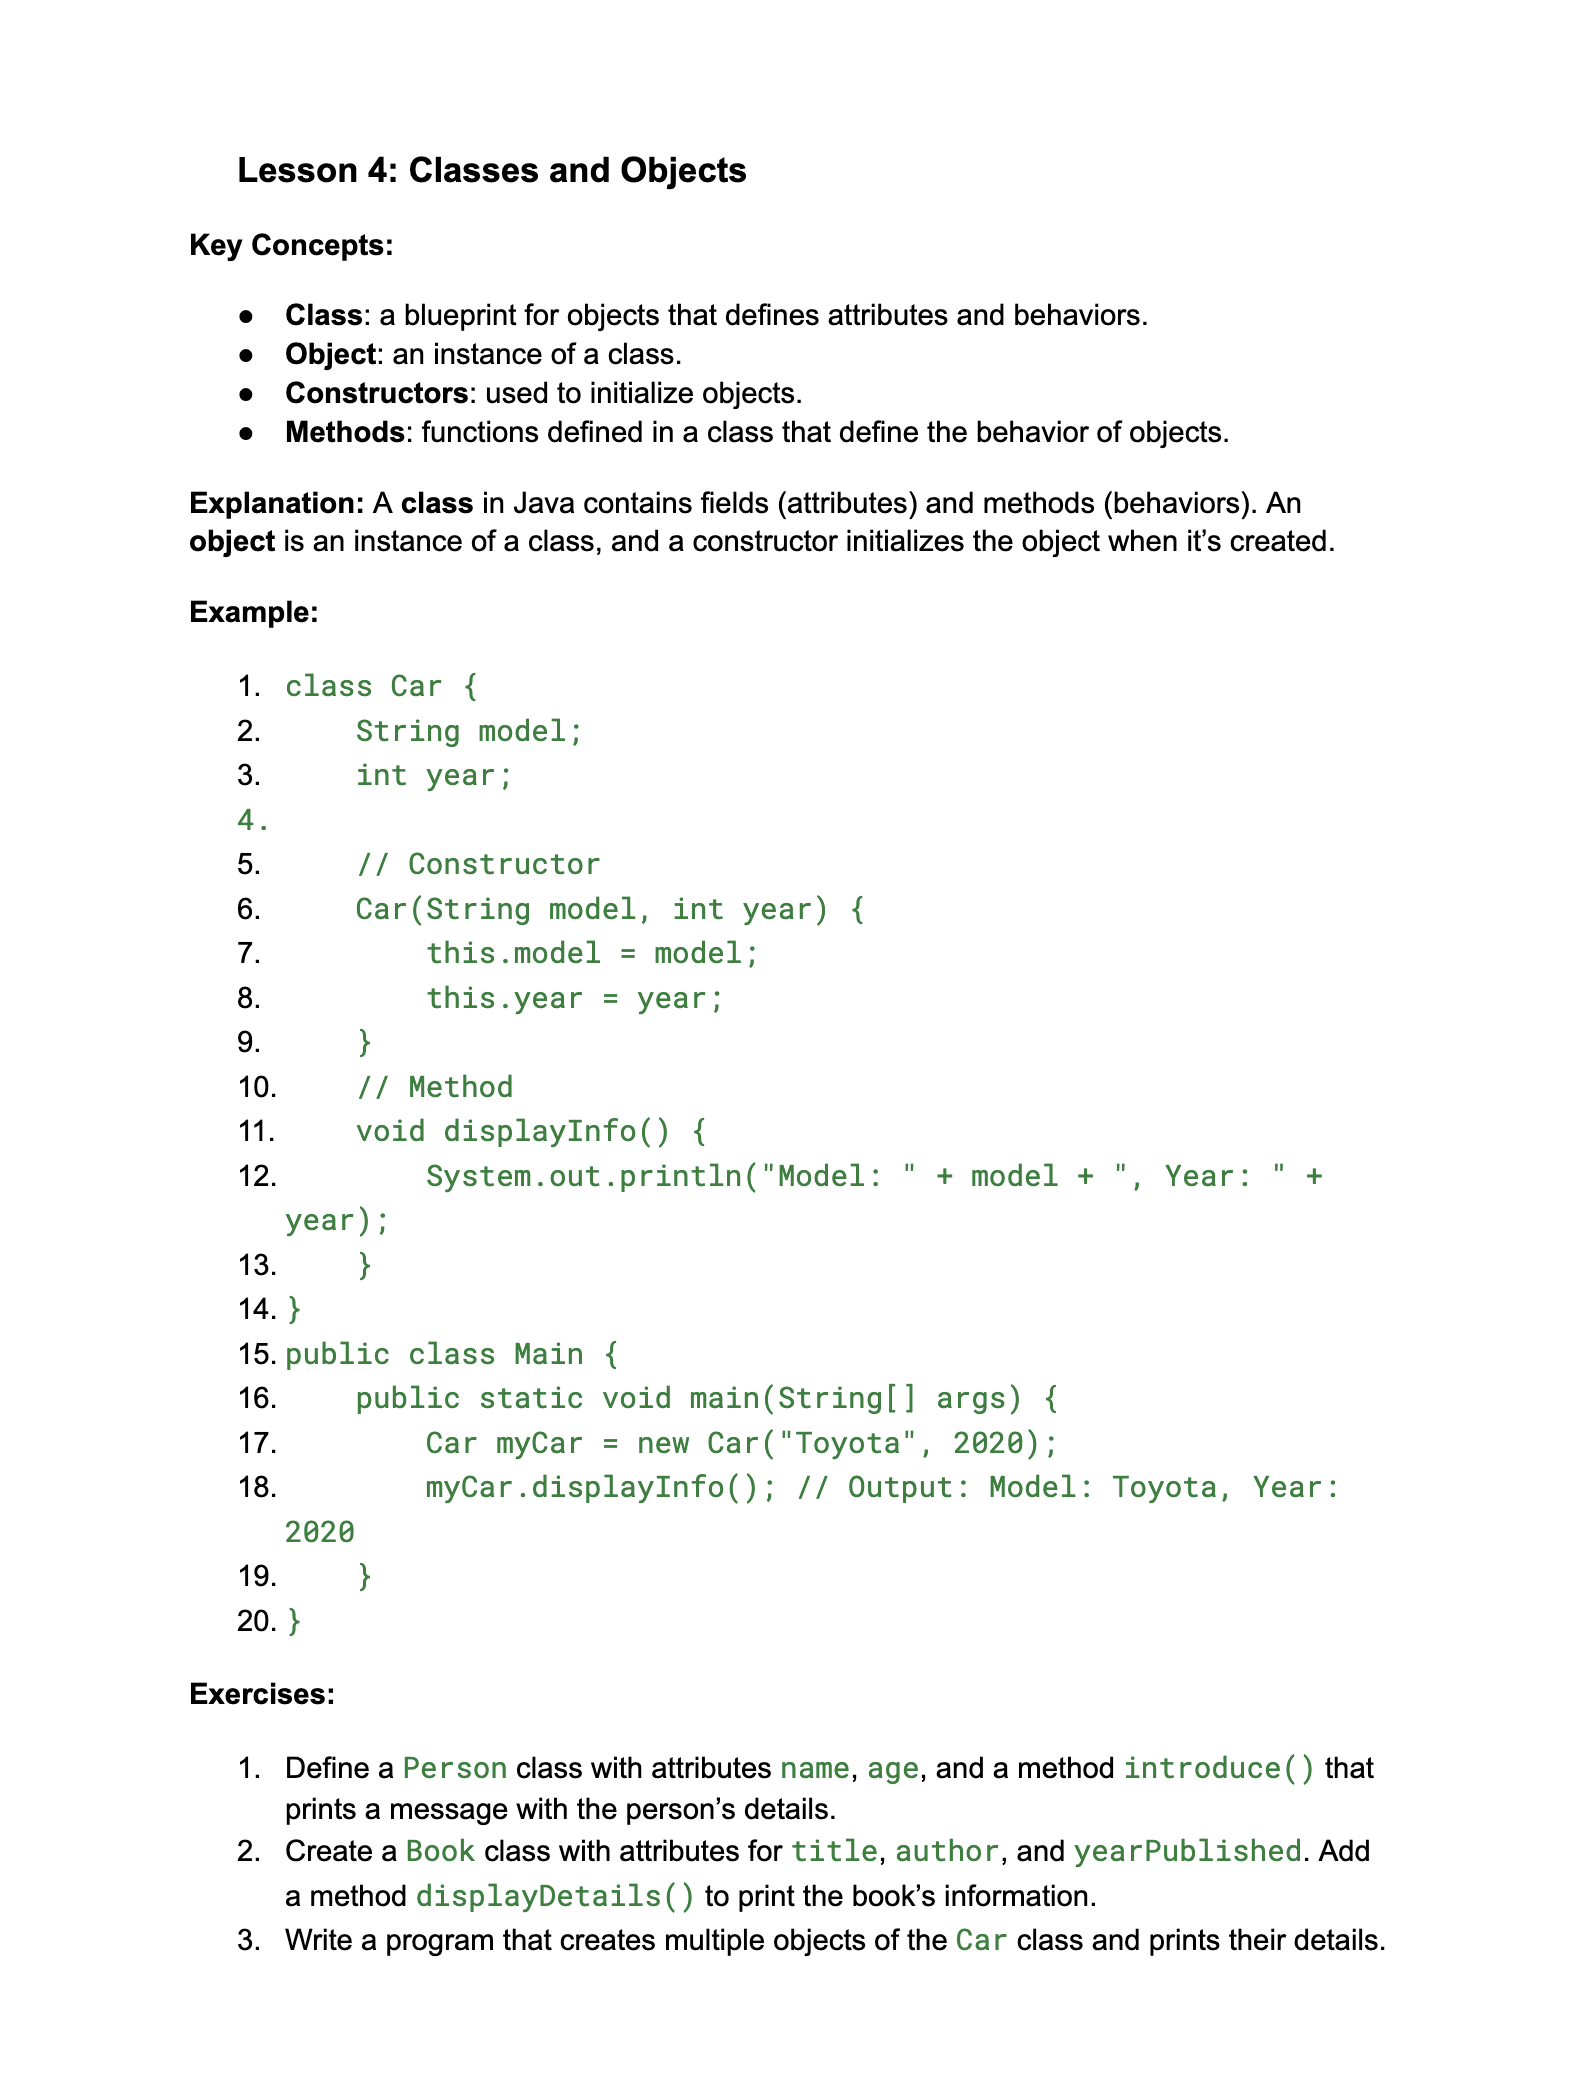 Lesson 4: Classes and Objects
Key Concepts:
● Class: a blueprint for objects that defines attributes and behaviors.
● Object: an instance of a class.
● Constructors: used to initialize objects.
● Methods: functions defined in a class that define the behavior of objects.
Explanation: A class in Java contains fields (attributes) and methods (behaviors). An
object is an instance of a class, and a constructor initializes the object when it’s created.
Example:
1. class Car {
2.     String model;
3.     int year;
4.
5.     // Constructor
6.     Car(String model, int year) {
7.         this.model = model;
8.         this.year = year;
9.     }
10.     // Method
11.     void displayInfo() {
12.         System.out.println("Model: " + model + ", Year: " +
year);
13.     }
14. }
15. public class Main {
16.     public static void main(String[] args) {
17.         Car myCar = new Car("Toyota", 2020);
18.         myCar.displayInfo(); // Output: Model: Toyota, Year:
2020
19.     }
20. }
Exercises:
1. Define a Person class with attributes name, age, and a method introduce() that
prints a message with the person’s details.
2. Create a Book class with attributes for title, author, and yearPublished. Add
a method displayDetails() to print the book’s information.
3. Write a program that creates multiple objects of the Car class and prints their details.